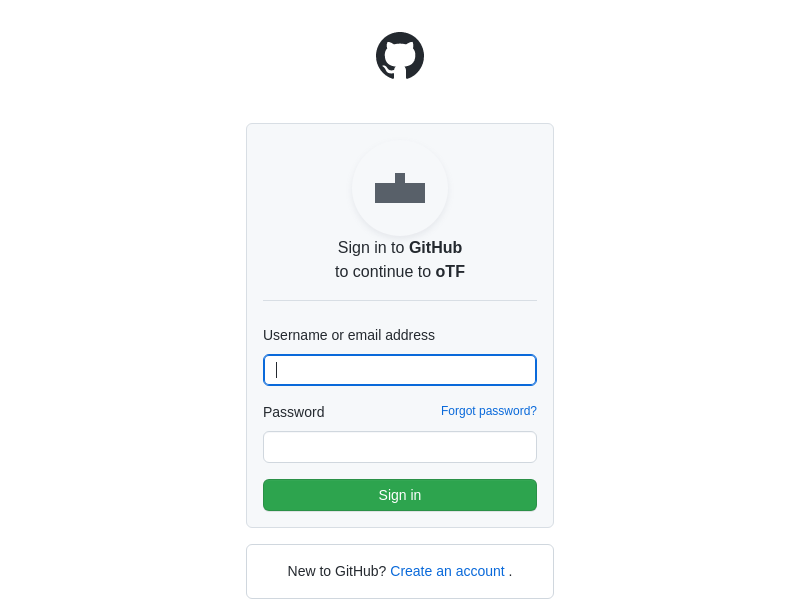 Sign in to GitHub
to continue to oTF
Username or email address
Password Forgot password?
Sign in
New to GitHub? Create an account .